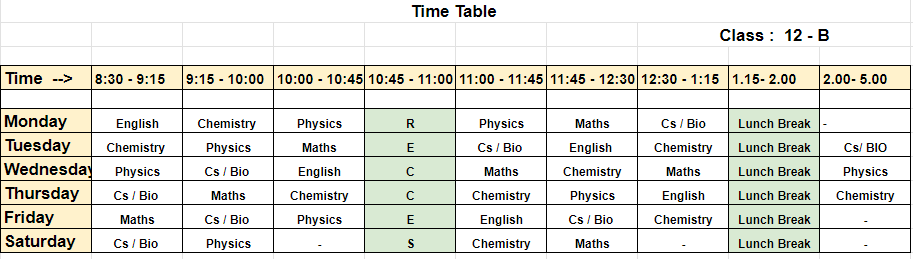 Time Table
Class :  12 - B
Time  --> 8:30 - 9:15 9:15 - 10:00 10:00 - 10:45 10:45 - 11:00 11:00 - 11:45 11:45 - 12:30 12:30 - 1:15 1.15- 2.00 2.00- 5.00
Monday English Chemistry Physics R Physics Maths Cs / Bio Lunch Break -
Tuesday Chemistry Physics Maths E Cs / Bio English Chemistry Lunch Break Cs/ BIO
Wednesday Physics Cs / Bio English C Maths Chemistry Maths Lunch Break Physics
Thursday Cs / Bio Maths Chemistry C Chemistry Physics English Lunch Break Chemistry
Friday Maths Cs / Bio Physics E English Cs / Bio Chemistry Lunch Break -
Saturday Cs / Bio Physics - S Chemistry Maths - Lunch Break -